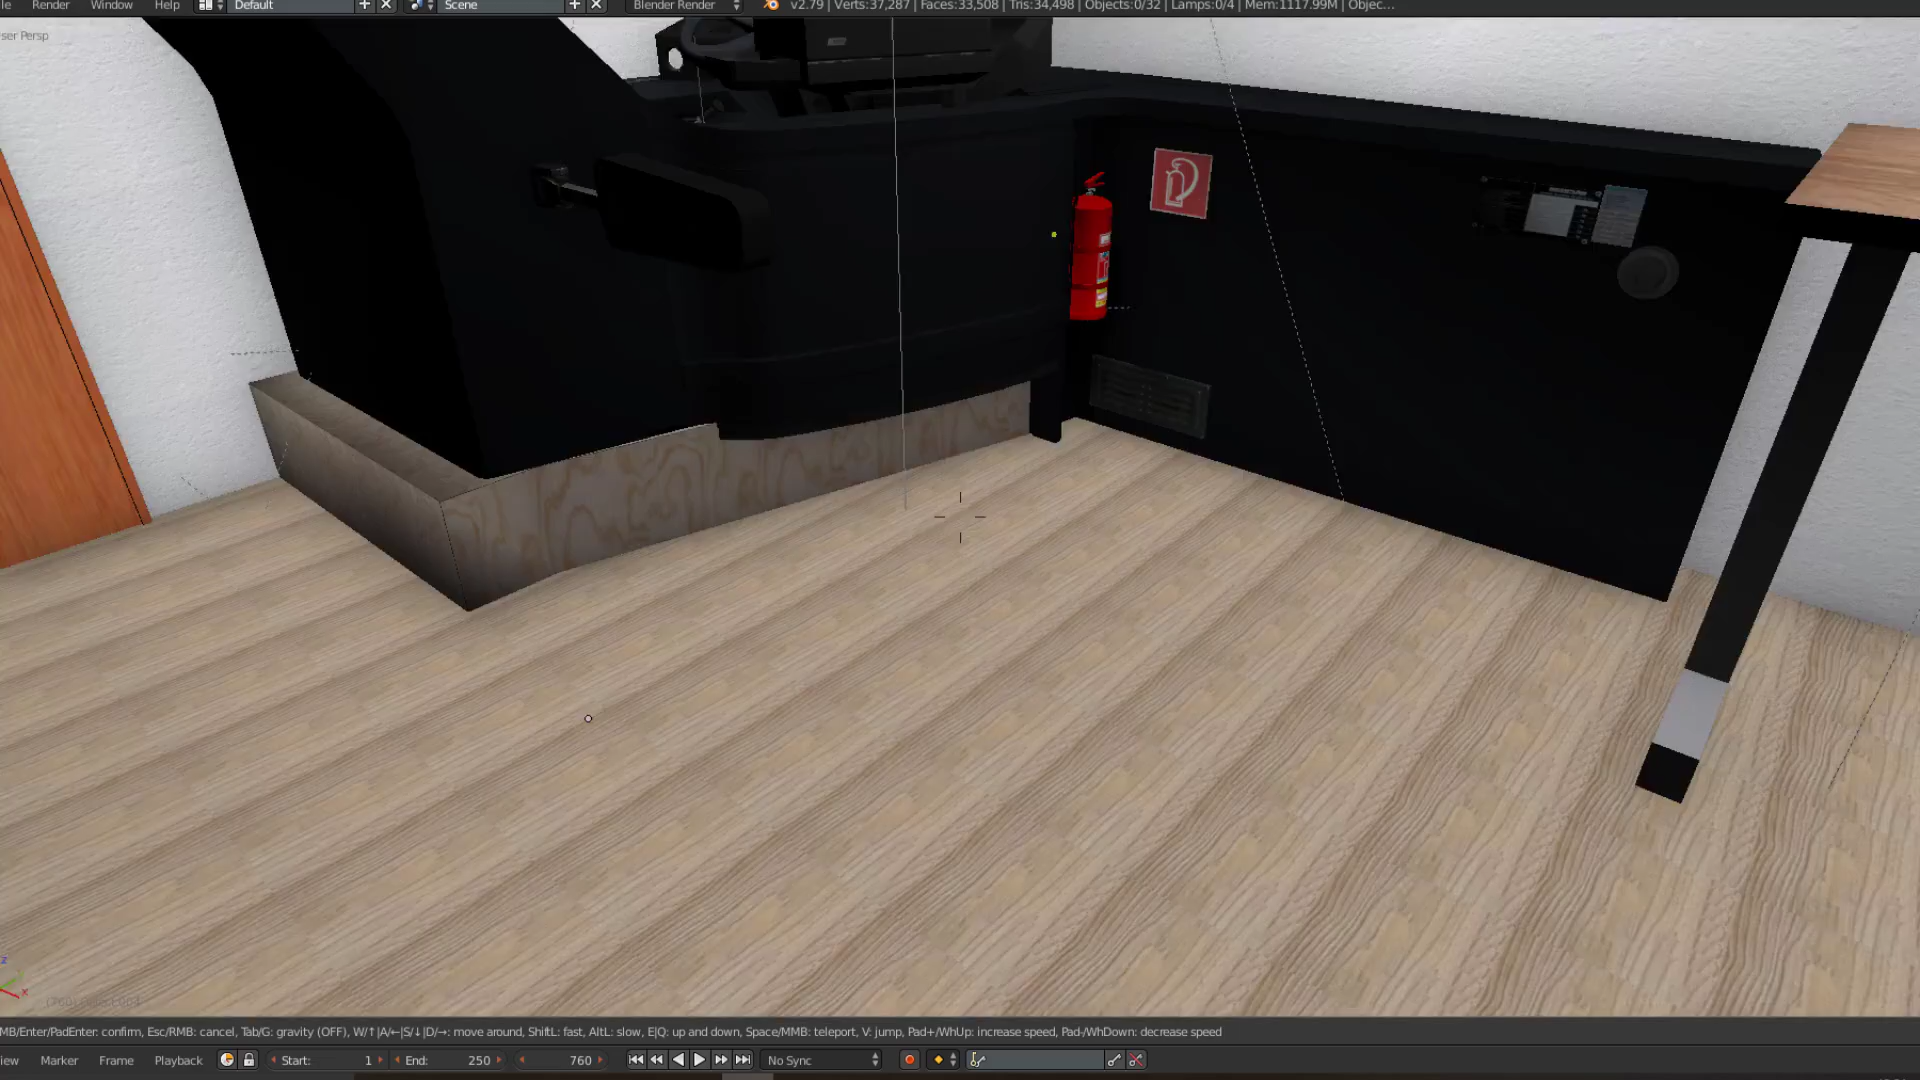 le Render Window Help Default Scene Blender Render v2.79 | Verts:37,287 | Faces:33,508 | Tris:34,498 | Objects:0/32 | Lamps:0/4 | Mem:1117.99M | Objec...
ser Persp
z
x
MB/Enter/PadEnter: confirm, Esc/RMB: cancel, Tab/G: gravity (OFF), W/↑|A/←|S/↓|D/→: move around, ShiftL: fast, AltL: slow, E|Q: up and down, Space/MMB: teleport, V: jump, Pad+/WhUp: increase speed, Pad-/WhDown: decrease speed
iew Marker Frame Playback Start: 1 End: 250 760 No Sync